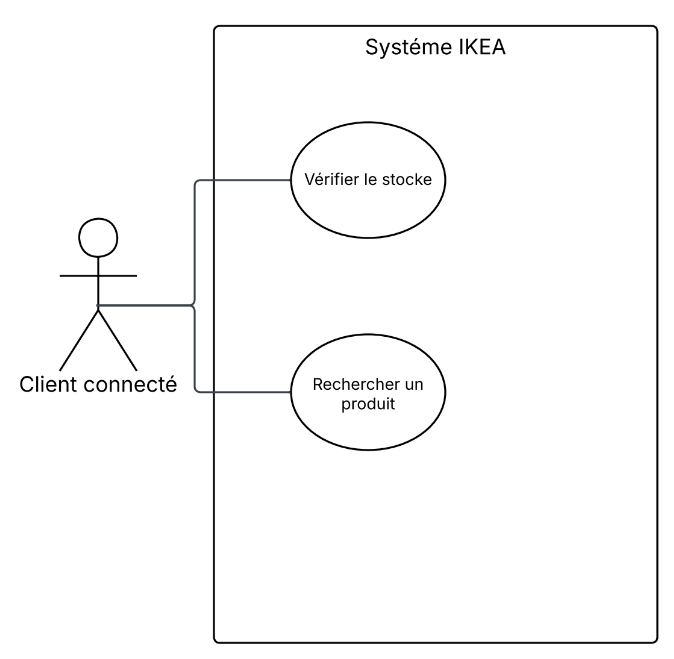 Systéme IKEA
Vérifier le stocke
Client connecté
Rechercher un
produit